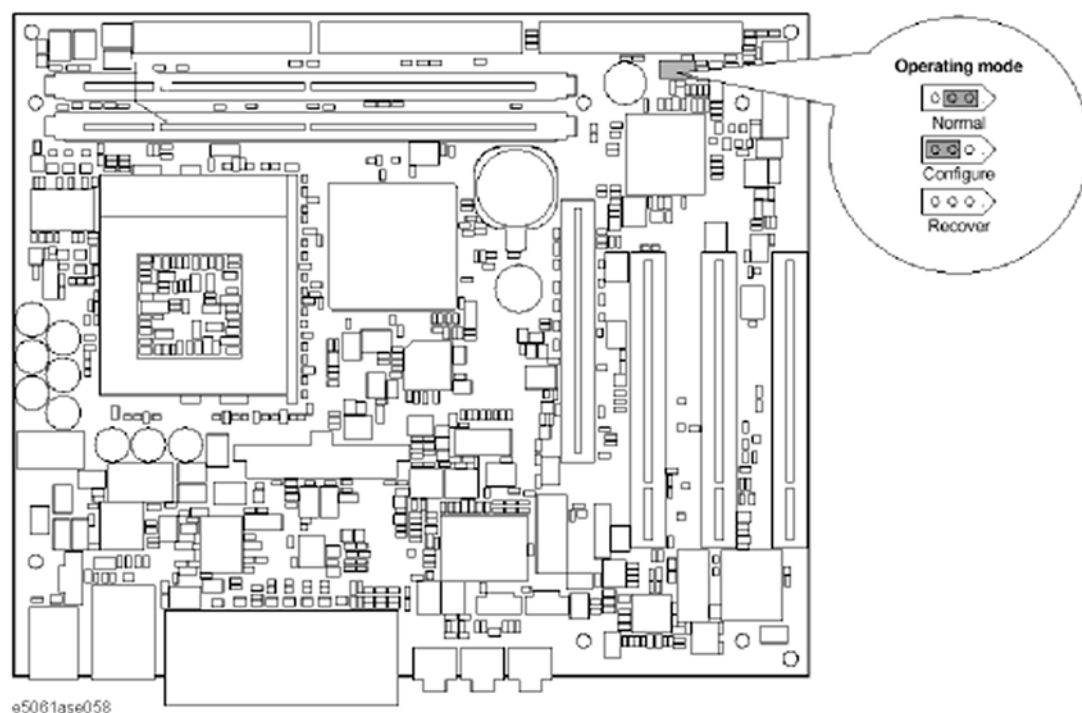 Operating mode
Normal
Configure
Recover
e5061ase058